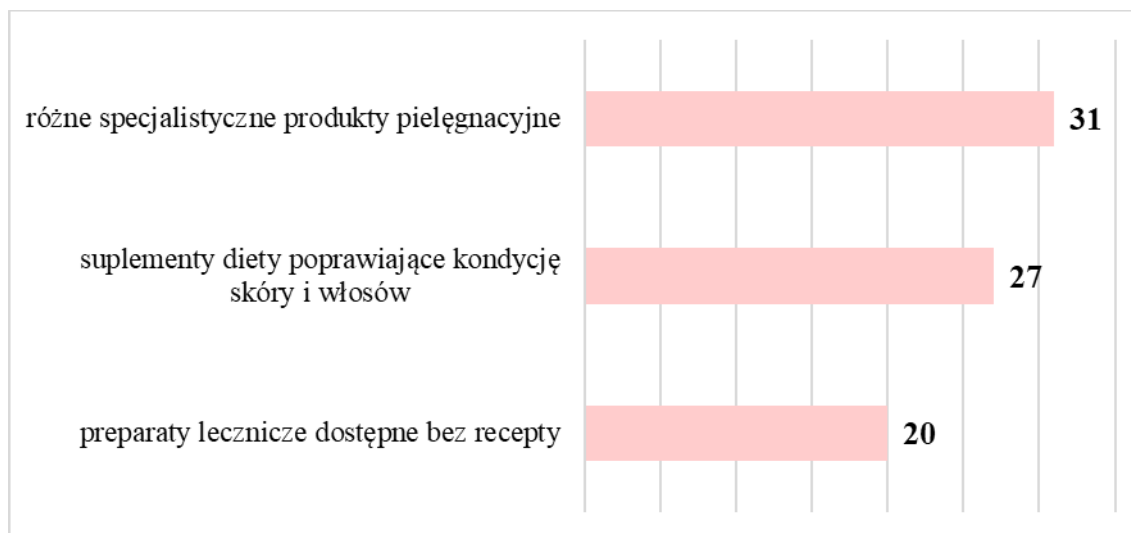 różne specjalistyczne produkty pielęgnacyjne
31
suplementy diety poprawiające kondycję
skóry i włosów
27
preparaty lecznicze dostępne bez recepty
20